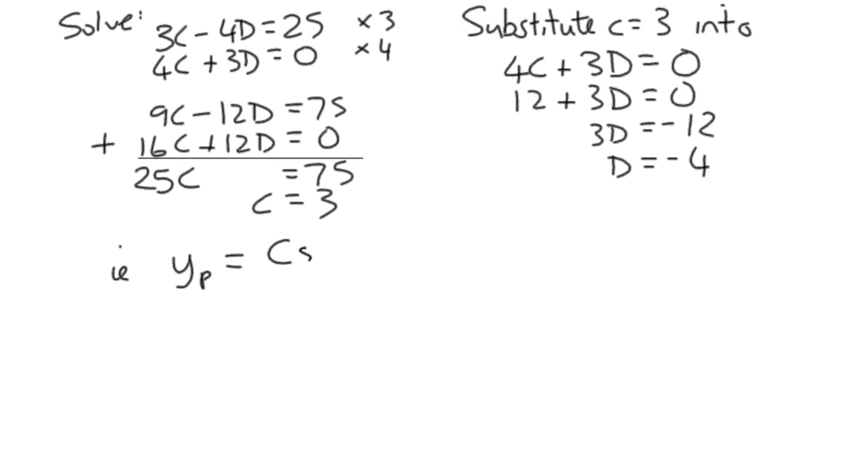 Solve: 3C - 4D = 25 ×3
4C + 3D = 0 ×4
9C - 12D = 75
+ 16C + 12D = 0
25C = 75
C = 3
ie yp = Cs
Substitute c = 3 into
4C + 3D = 0
12 + 3D = 0
3D = -12
D = -4